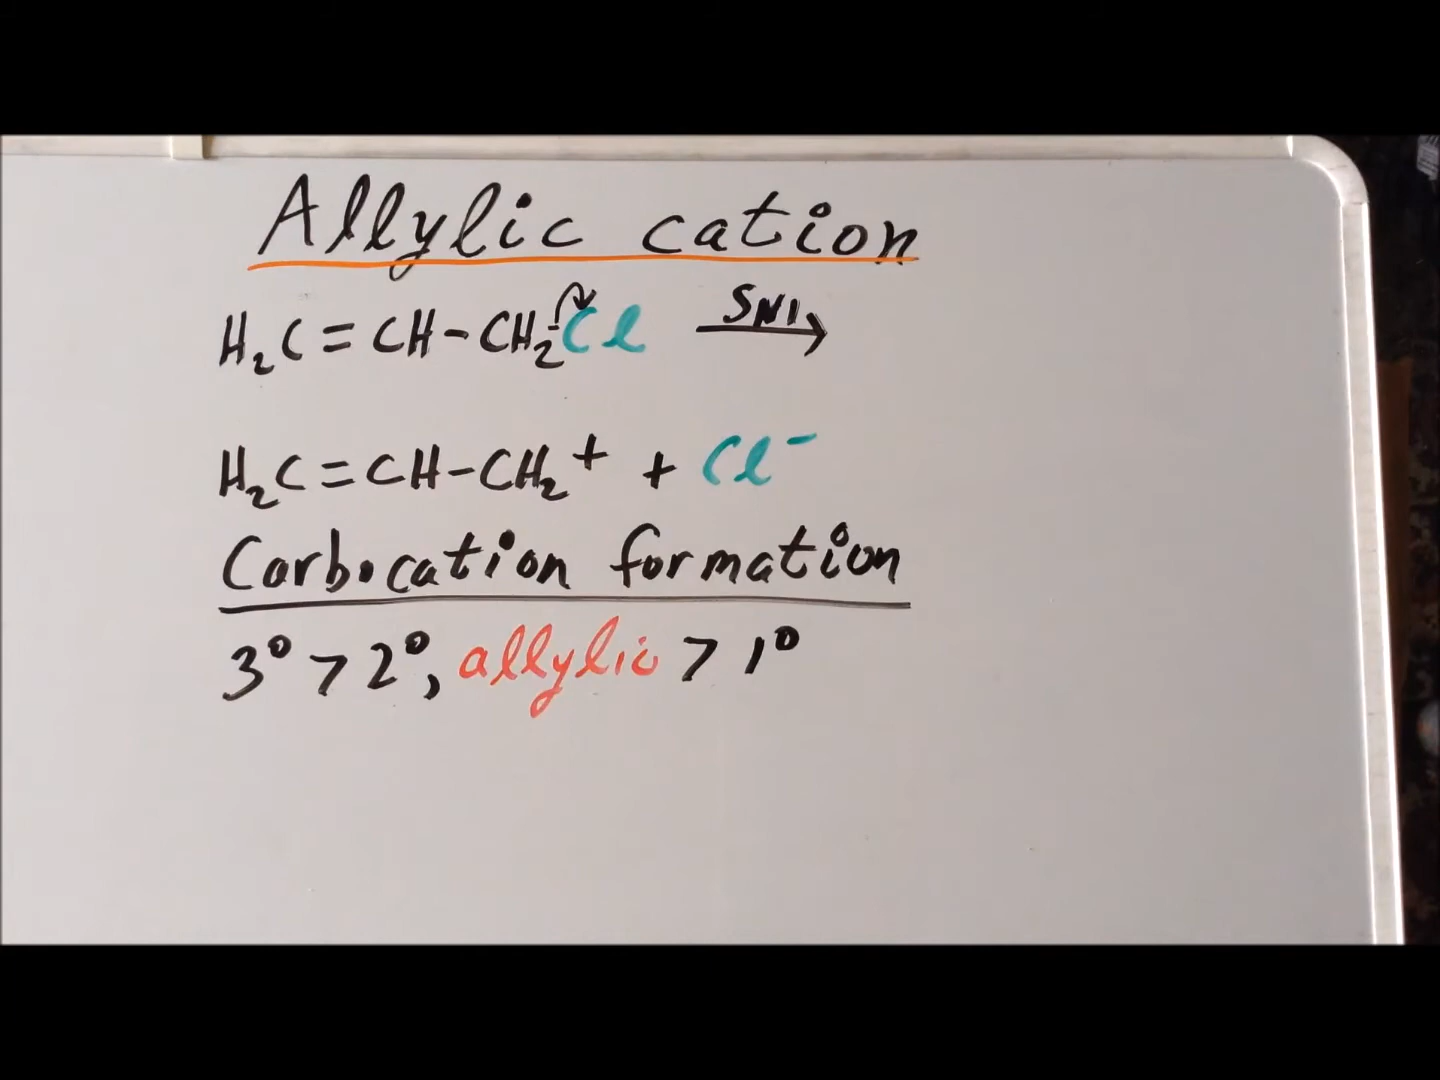 Allylic cation
H₂C=CH-CH₂-Cl SN1→
H₂C=CH-CH₂+ + Cl⁻
Carbocation formation
3° > 2°, allylic > 1°